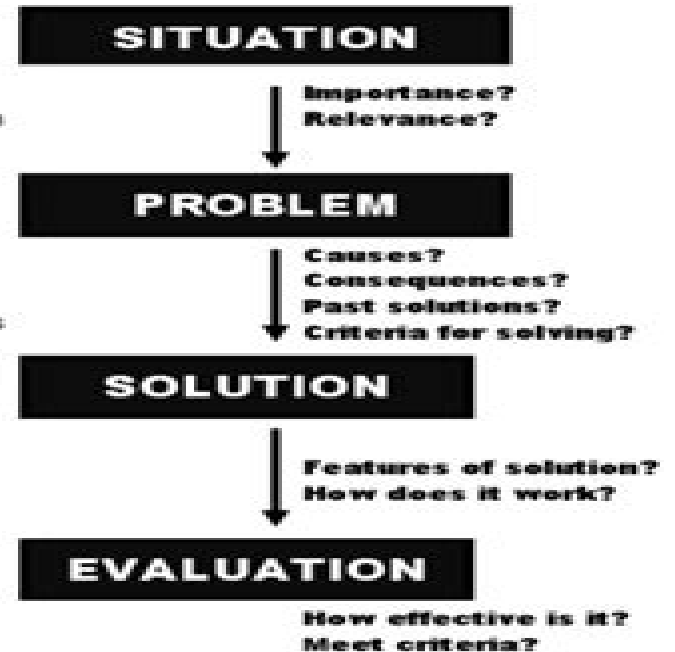 SITUATION
Importance?
Relevance?
PROBLEM
Causes?
Consequences?
Past solutions?
Criteria for solving?
SOLUTION
Features of solution?
How does it work?
EVALUATION
How effective is it?
Meet criteria?